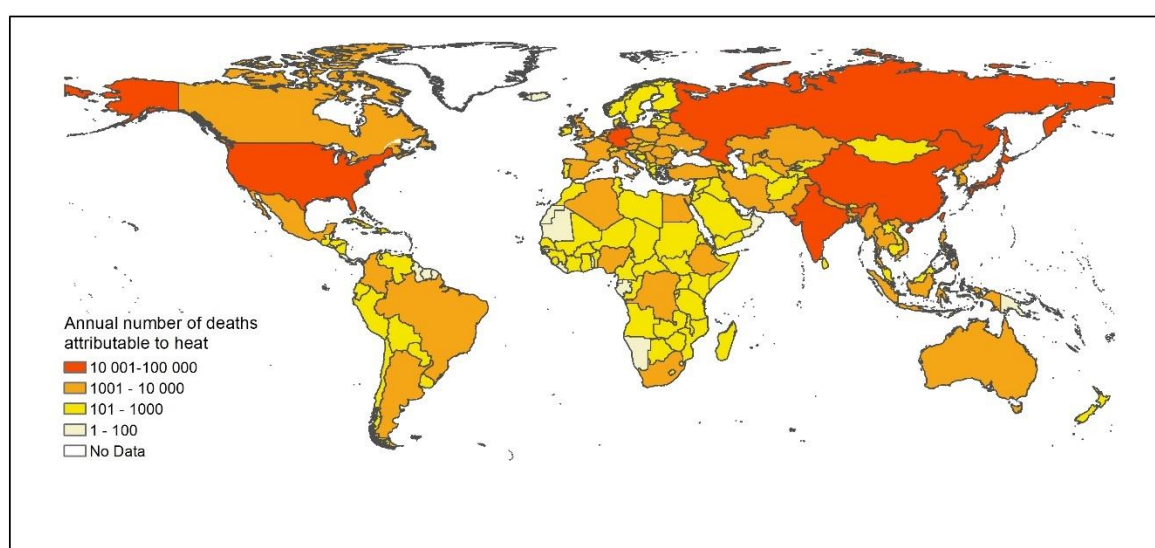 Annual number of deaths
attributable to heat
10 001-100 000
1001 - 10 000
101 - 1000
1 - 100
No Data